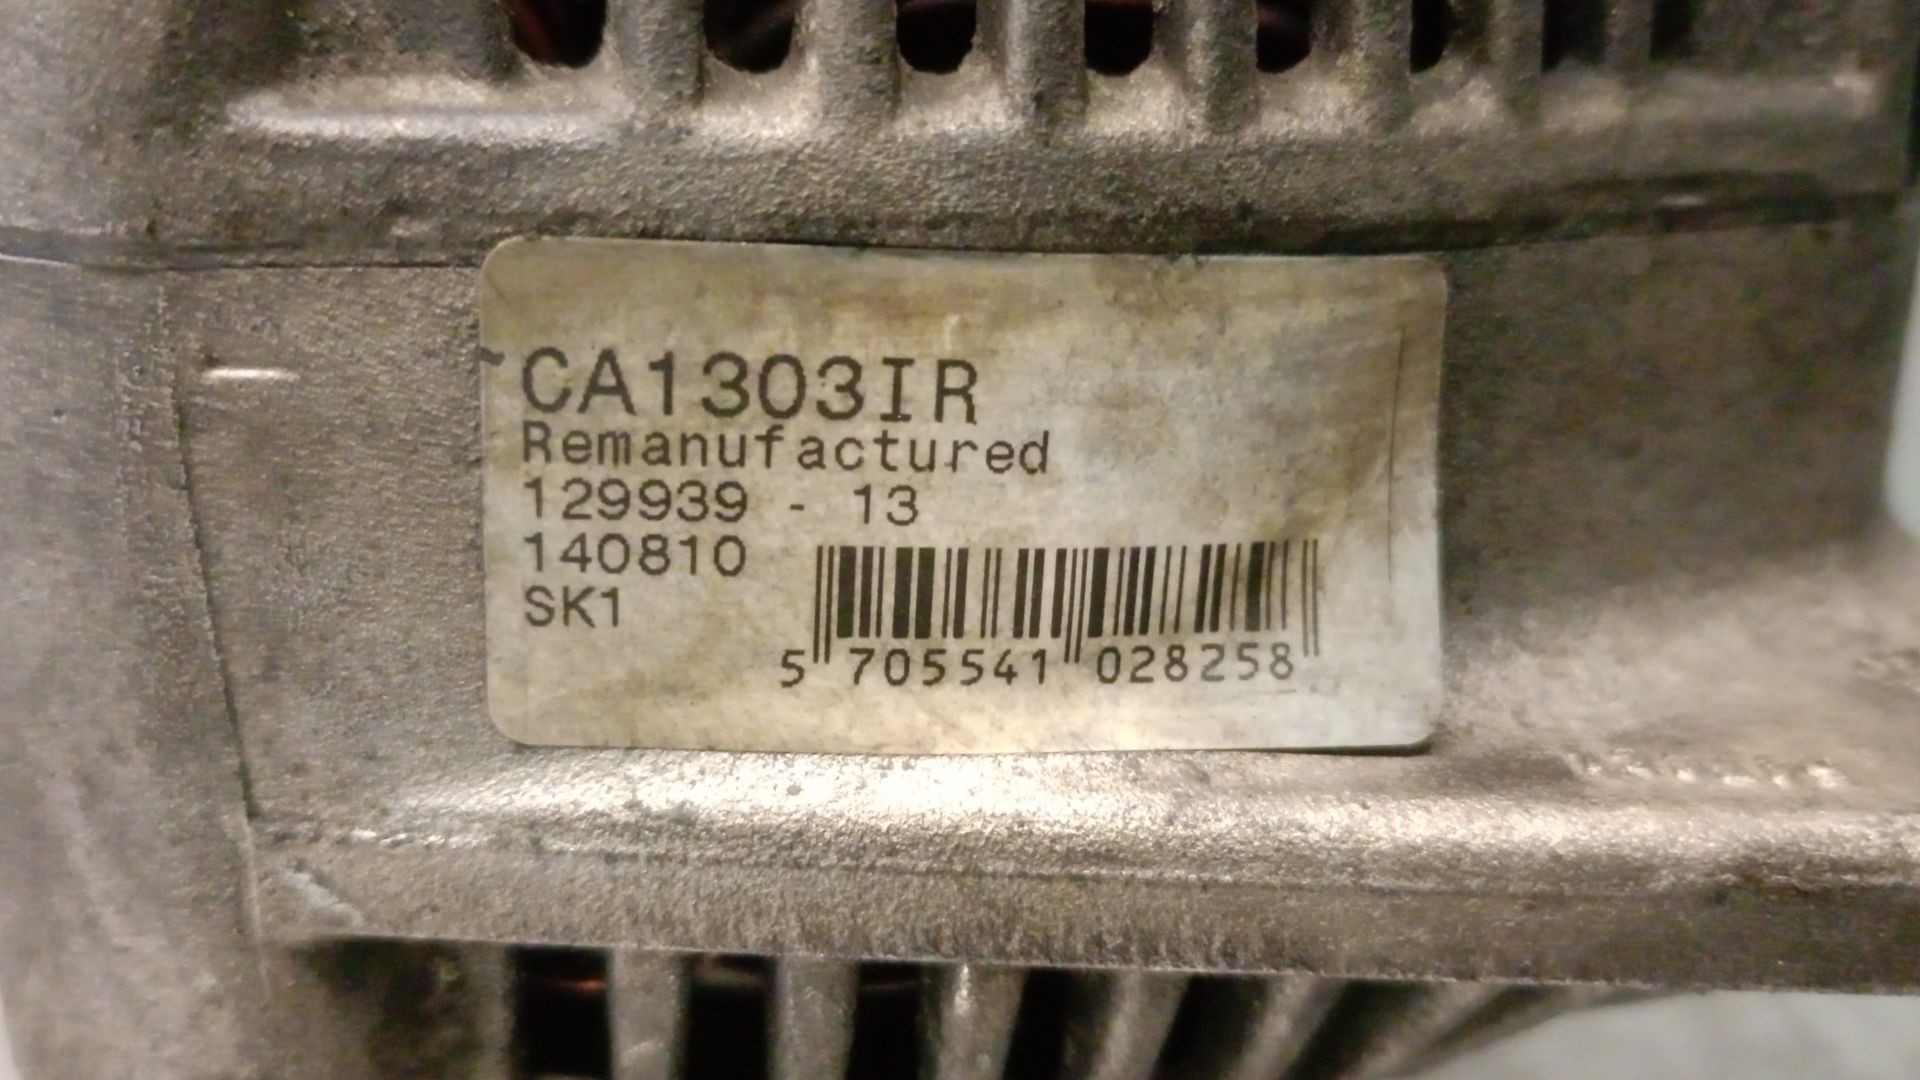 CA1303IR
Remanufactured
129939 - 13
140810
SK1
5 705541 028258